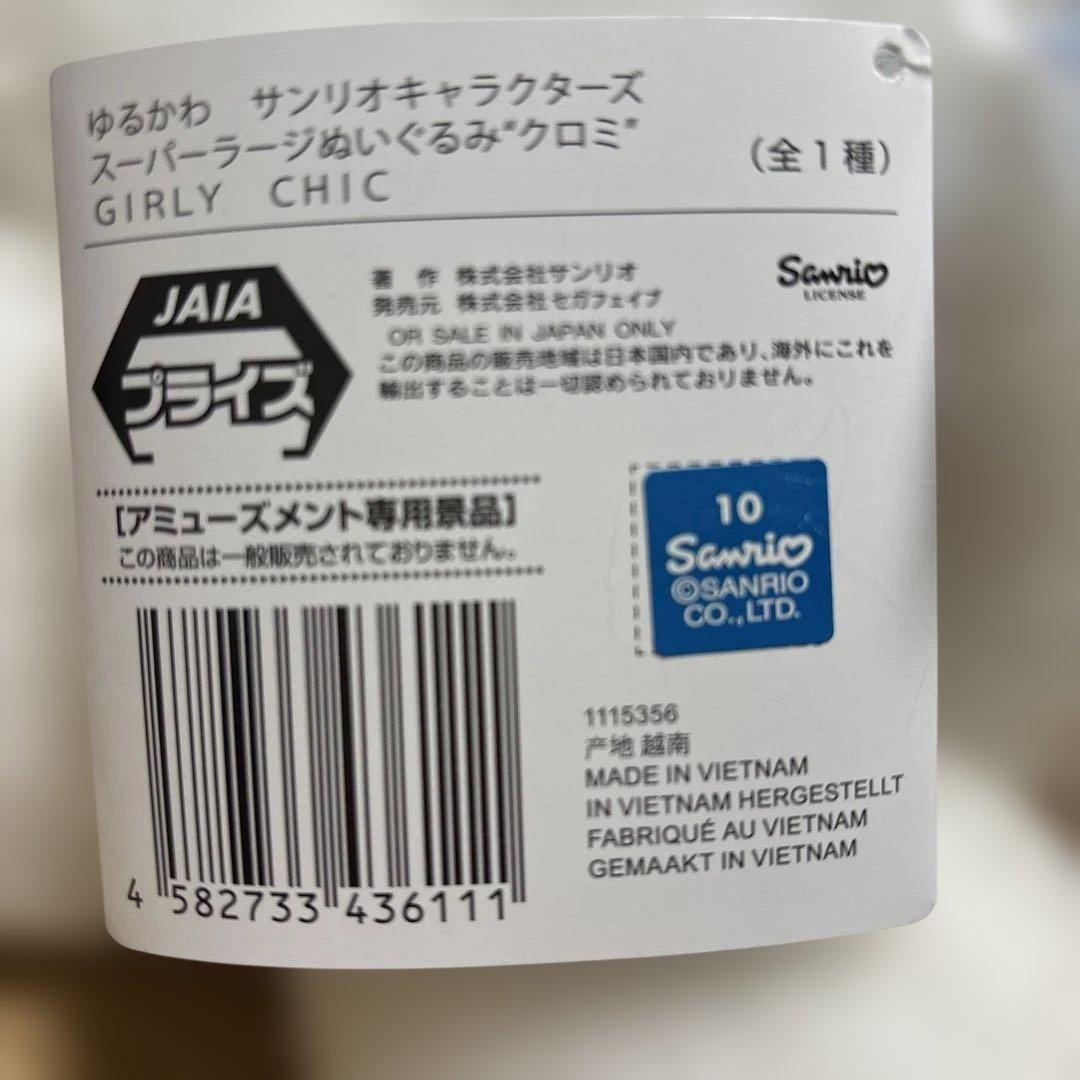 ゆるかわ サンリオキャラクターズ
スーパーラージぬいぐるみ"クロミ"
GIRLY CHIC
(全1種)
JAIA
プライズ
著 作 株式会社サンリオ
発売元 株式会社セガフェイブ
OR SALE IN JAPAN ONLY
この商品の販売地域は日本国内であり、海外にこれを
輸出することは一切認められておりません。
Sanrio
LICENSE
[アミューズメント専用景品]
この商品は一般販売されておりません。
10
Sanrio
©SANRIO
CO.,LTD.
4 582733 436111
1115356
产地 越南
MADE IN VIETNAM
IN VIETNAM HERGESTELLT
FABRIQUÉ AU VIETNAM
GEMAAKT IN VIETNAM